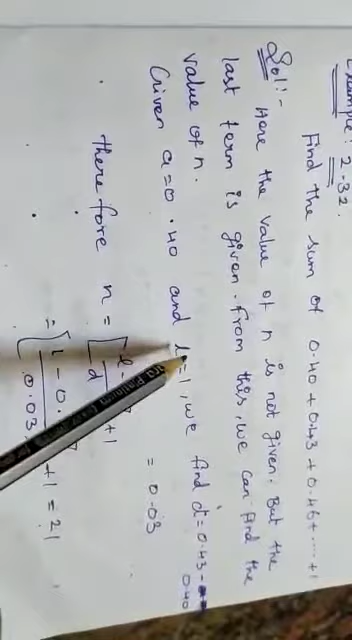 Example: 2.32.
Find the sum of 0.40 + 0.43 + 0.46 + ..... + 1
Sol:- Here the value of n is not given. But the
last term is given. From this, we can find the
value of n.
Given a = 0.40 and l = 1, we find d = 0.43 - 0.40
= 0.03
there fore n = [l - / d] + 1
= [1 - 0. / 0.03] + 1 = 21